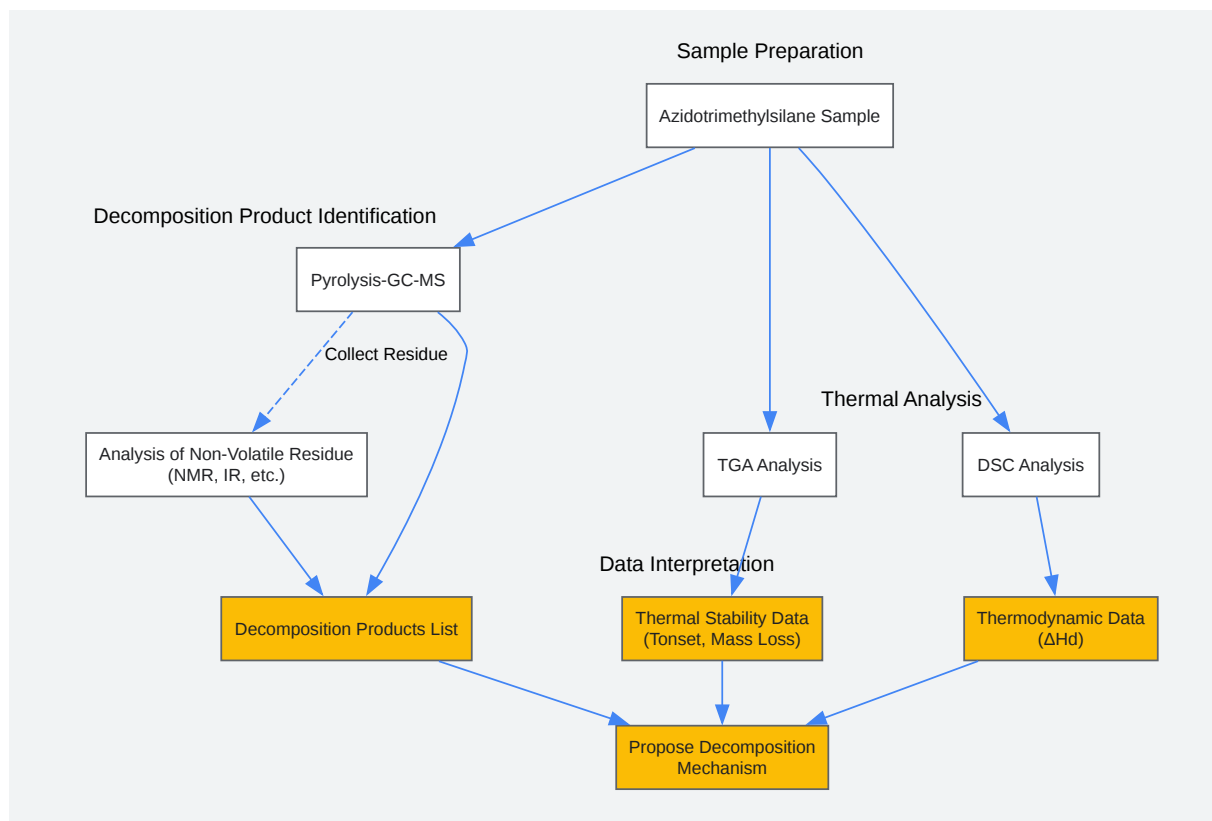 Sample Preparation
Azidotrimethylsilane Sample
Decomposition Product Identification
Pyrolysis-GC-MS
Collect Residue
Thermal Analysis
Analysis of Non-Volatile Residue
(NMR, IR, etc.)
TGA Analysis
DSC Analysis
Data Interpretation
Decomposition Products List
Thermal Stability Data
(Tonset, Mass Loss)
Thermodynamic Data
(ΔHd)
Propose Decomposition
Mechanism